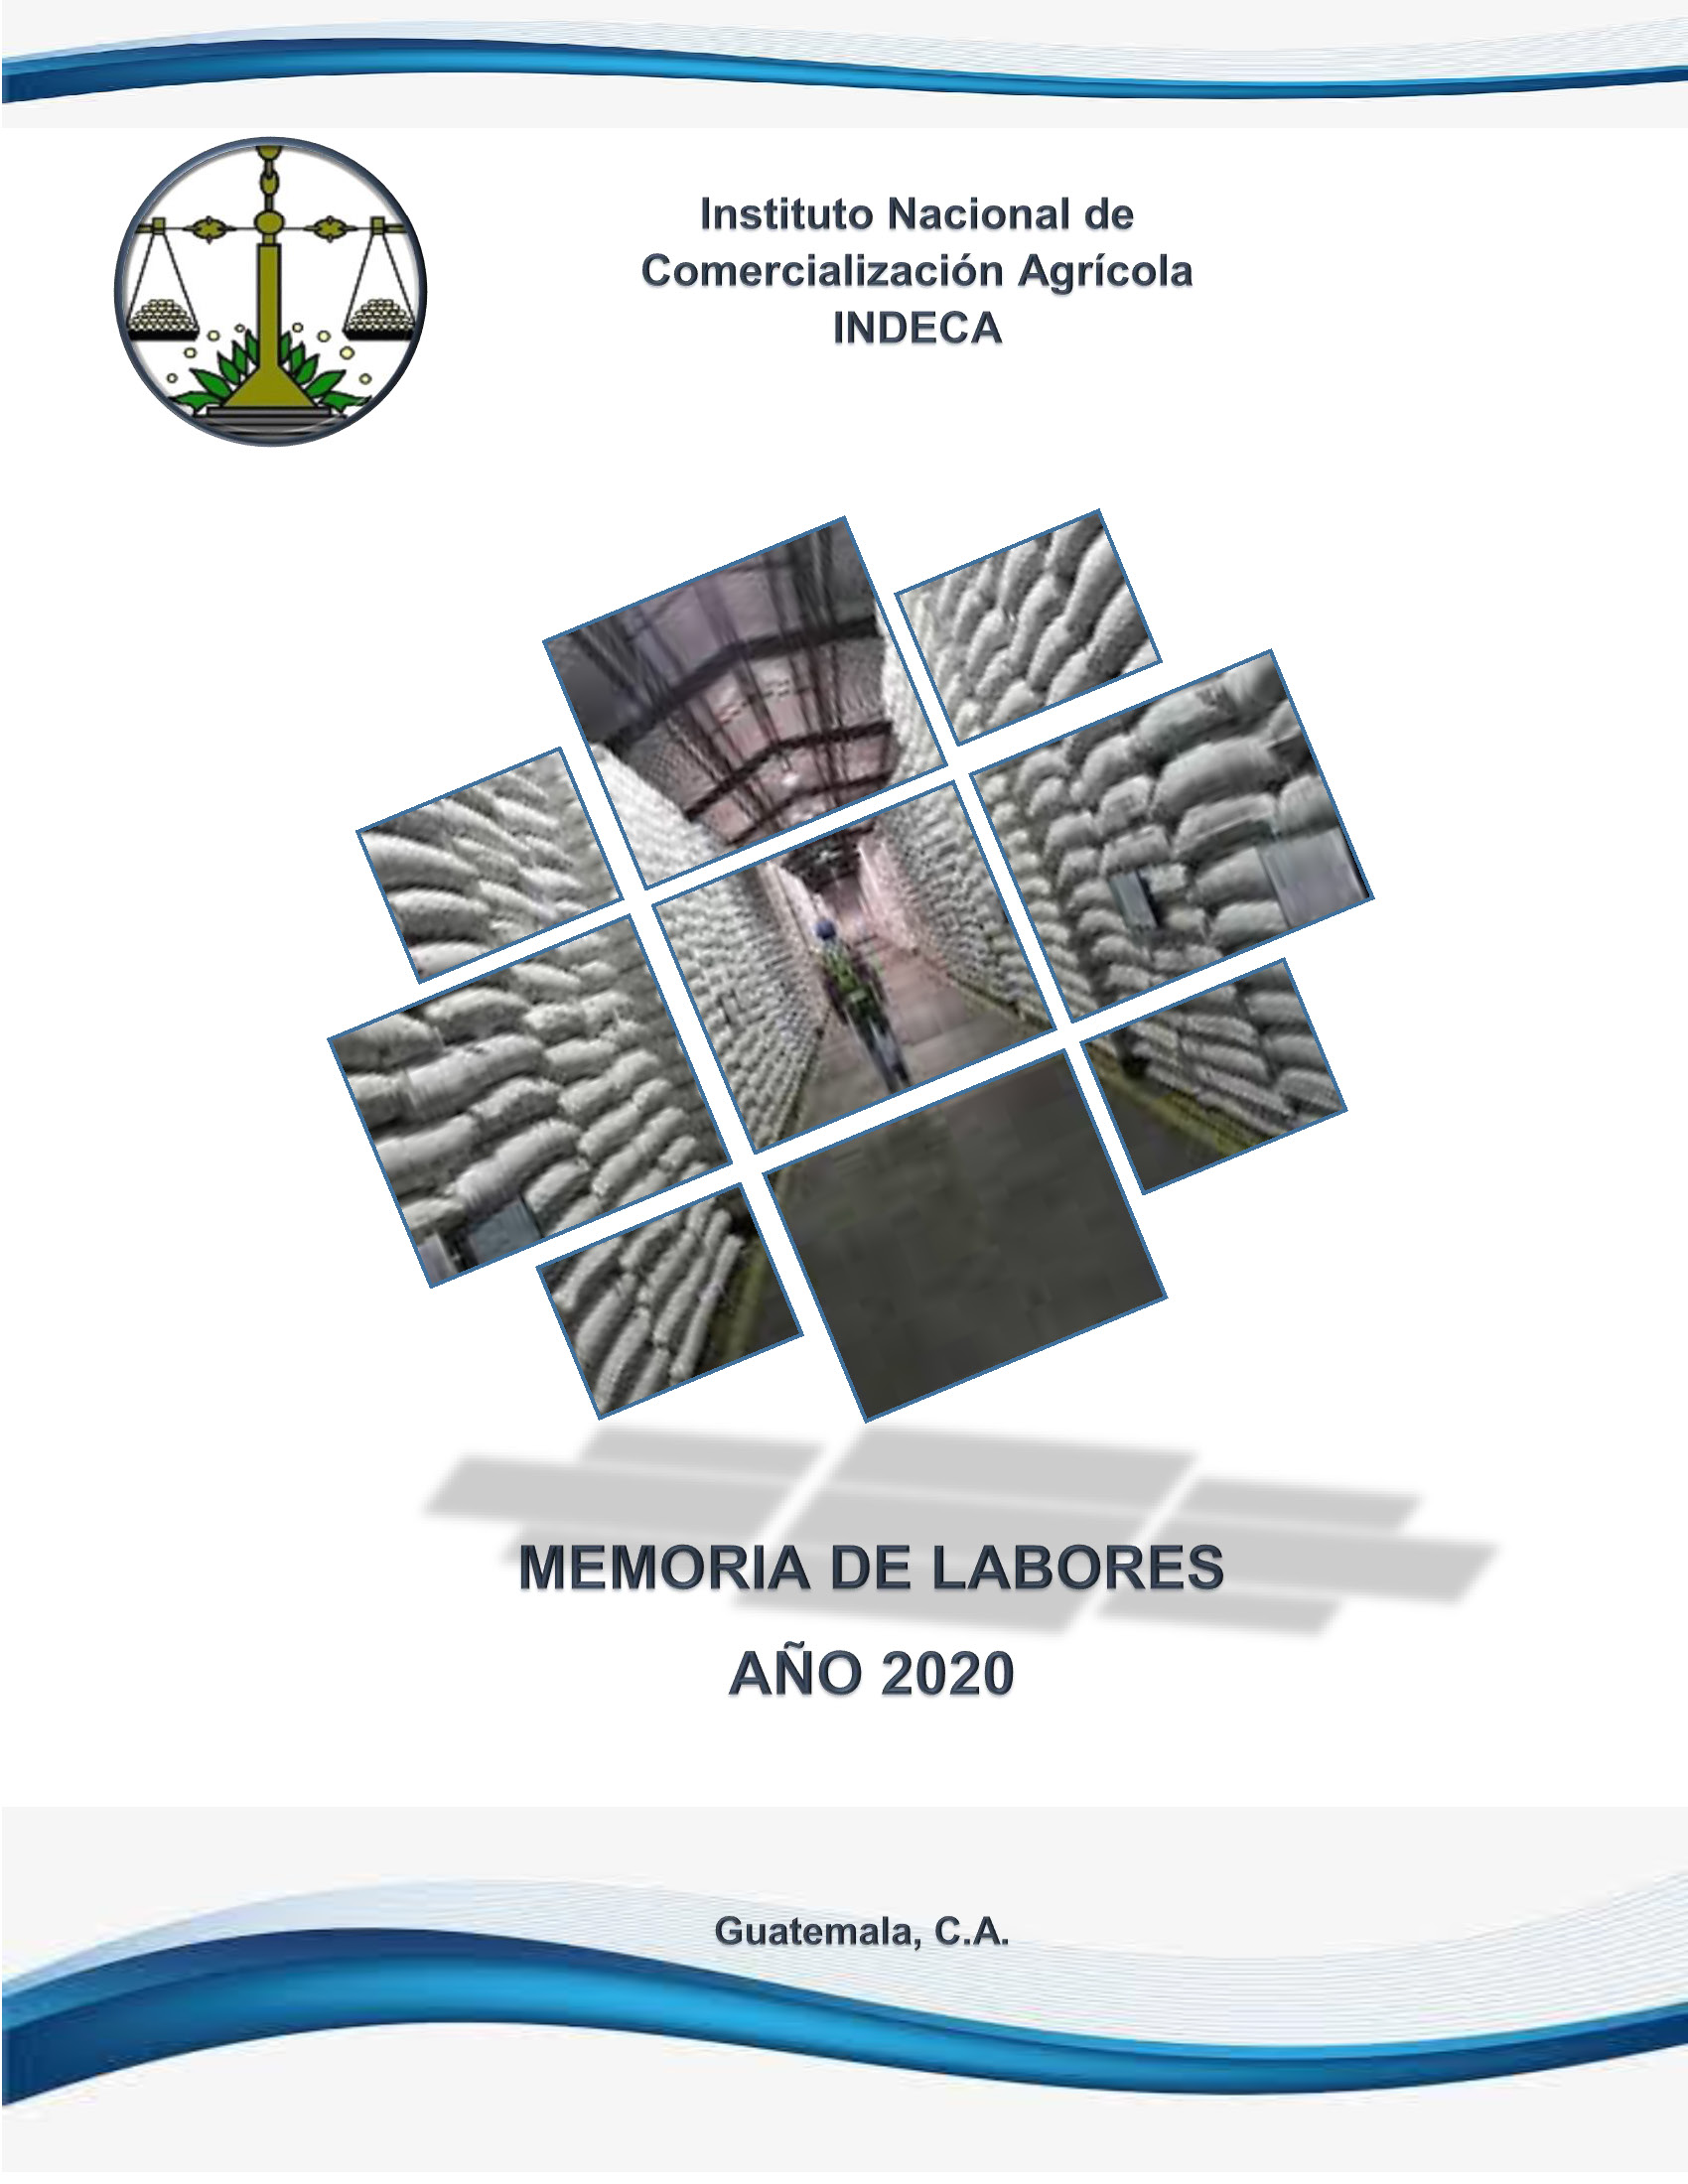 Instituto Nacional de
Comercialización Agrícola
INDECA
MEMORIA DE LABORES
AÑO 2020
Guatemala, C.A.